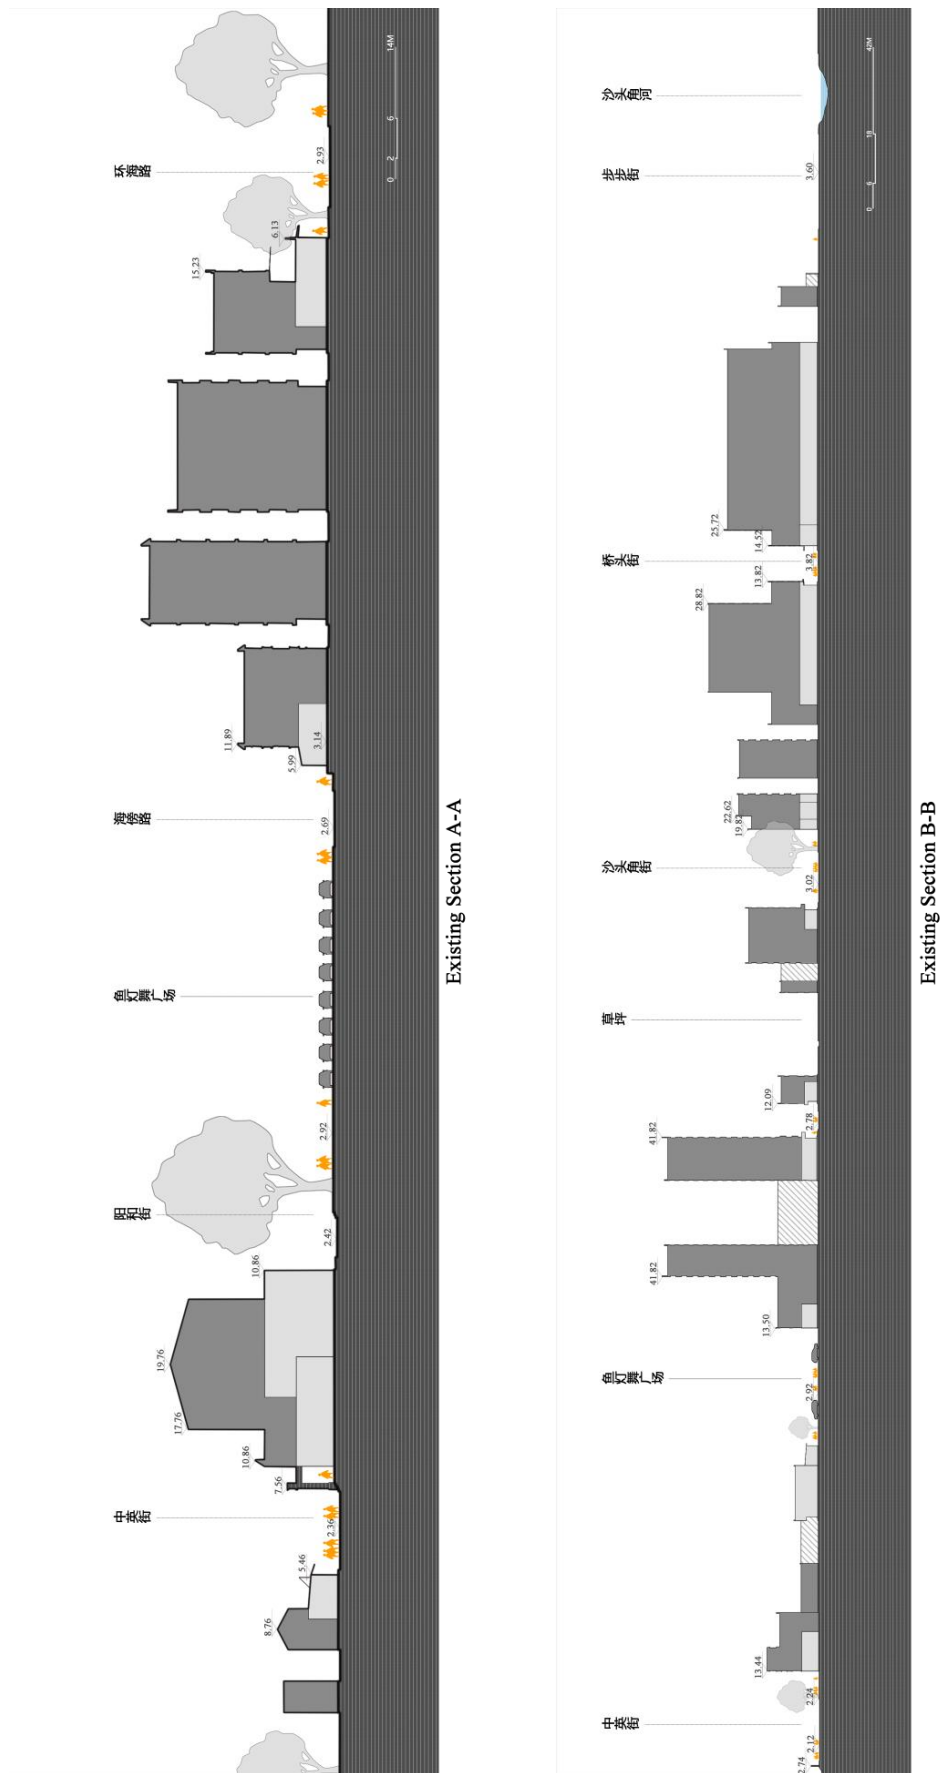 中英街
阳和街
鱼灯舞广场
海傍路
环海路
8.76
5.46
2.36
7.56
10.86
17.76
19.76
10.86
2.42
2.92
2.69
5.99
3.14
11.89
15.23
6.13
2.93
0 2 6 14M
Existing Section A-A
中英街
鱼灯舞广场
草坪
沙头角街
桥头街
步步街
沙头角河
2.74
2.12
2.24
13.44
2.92
13.50
41.82
41.82
2.78
12.09
3.02
19.82
22.62
28.82
13.82
3.82
14.52
25.72
3.60
0 6 18 42M
Existing Section B-B